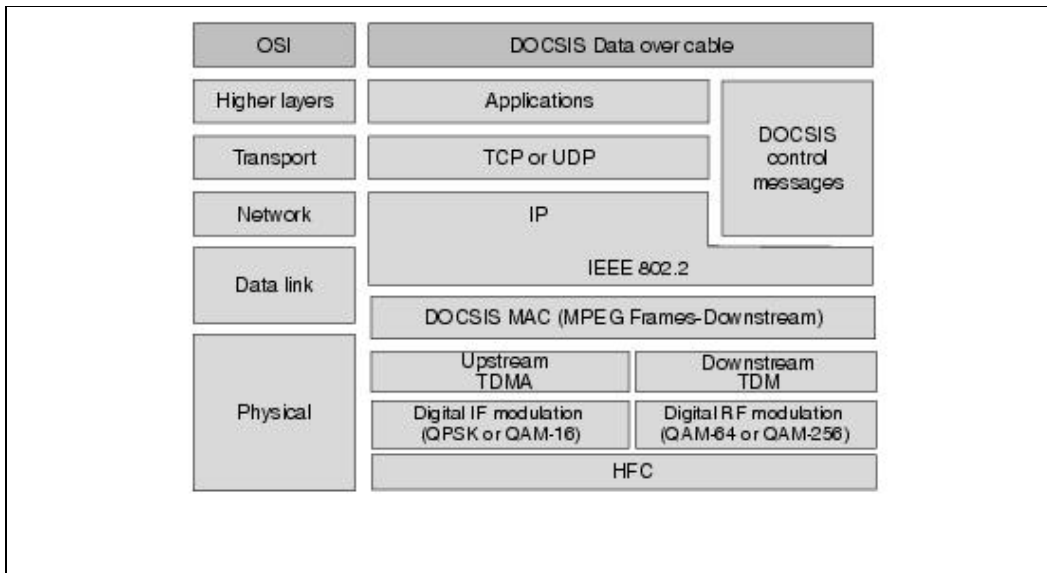 OSI
DOCSIS Data over cable
Higher layers
Applications
DOCSIS
control
messages
Transport
TCP or UDP
Network
IP
Data link
IEEE 802.2
DOCSIS MAC (MPEG Frames-Downstream)
Physical
Upstream
TDMA
Downstream
TDM
Digital IF modulation
(QPSK or QAM-16)
Digital RF modulation
(QAM-64 or QAM-256)
HFC